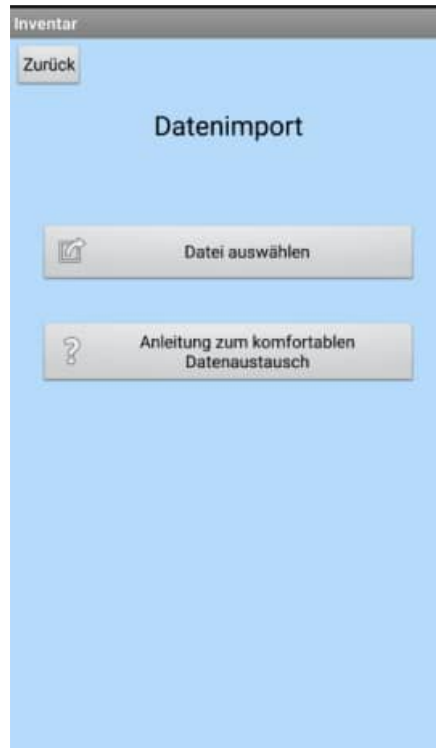 Inventar
Zurück
Datenimport
Datei auswählen
Anleitung zum komfortablen
Datenaustausch